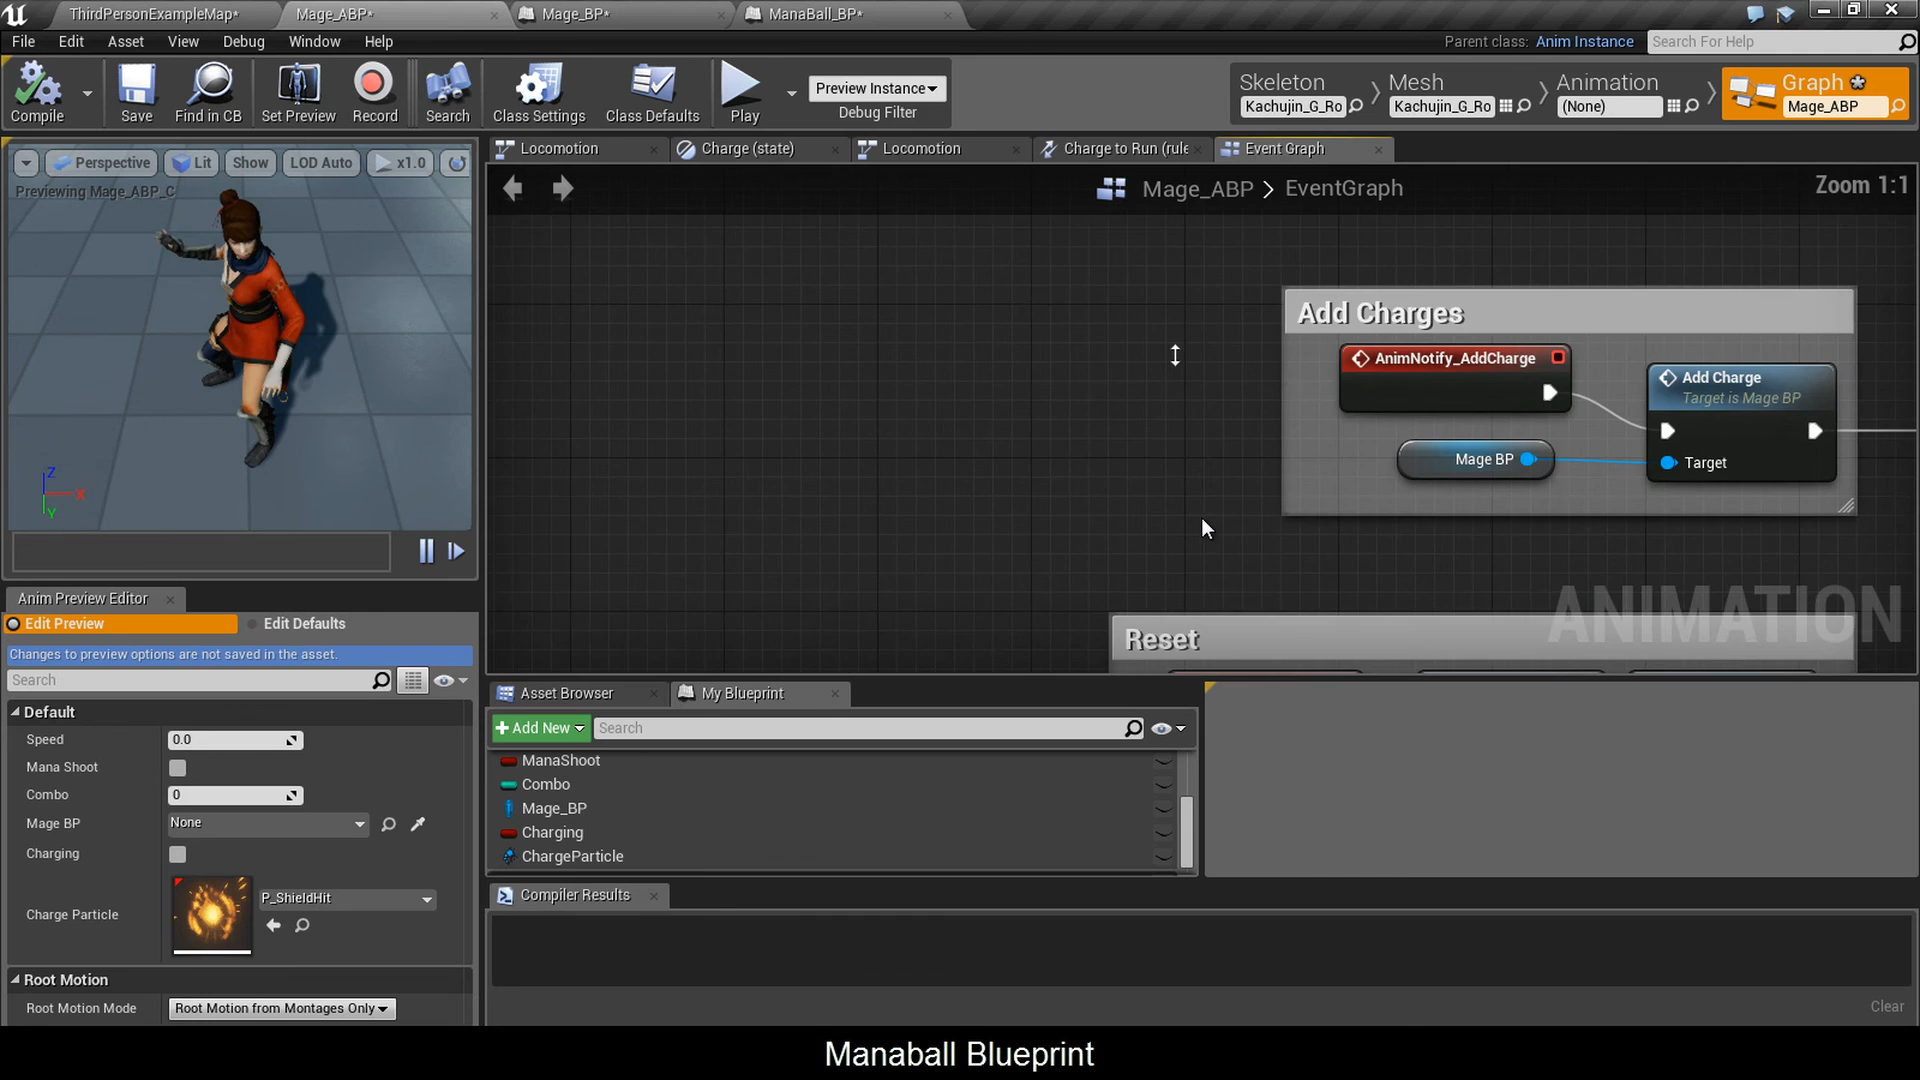 ThirdPersonExampleMap*
Mage_ABP*
Mage_BP*
ManaBall_BP*
File
Edit
Asset
View
Debug
Window
Help
Parent class:
Anim Instance
Search For Help
Compile
Save
Find in CB
Set Preview
Record
Search
Class Settings
Class Defaults
Play
Preview Instance
Debug Filter
Skeleton
Kachujin_G_Ro
Mesh
Kachujin_G_Ro
Animation
(None)
Graph
Mage_ABP
Perspective
Lit
Show
LOD Auto
x1.0
Previewing Mage_ABP_C
Z
X
Y
Locomotion
Charge (state)
Locomotion
Charge to Run (rule
Event Graph
Mage_ABP > EventGraph
Zoom 1:1
Add Charges
AnimNotify_AddCharge
Add Charge
Target is Mage BP
Mage BP
Target
ANIMATION
Reset
Anim Preview Editor
Edit Preview
Edit Defaults
Changes to preview options are not saved in the asset.
Search
Default
Speed
0.0
Mana Shoot
Combo
0
Mage BP
None
Charging
Charge Particle
P_ShieldHit
Root Motion
Root Motion Mode
Root Motion from Montages Only
Asset Browser
My Blueprint
+Add New
Search
ManaShoot
Combo
Mage_BP
Charging
ChargeParticle
Compiler Results
Clear
Manaball Blueprint